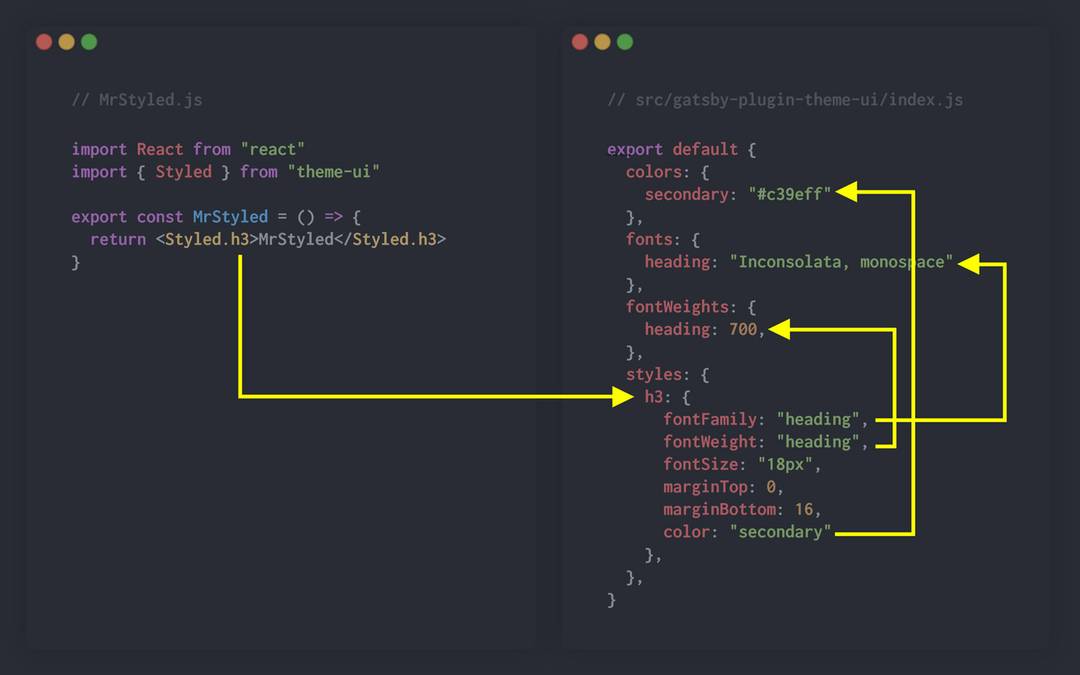 // MrStyled.js
import React from "react"
import { Styled } from "theme-ui"
export const MrStyled = () => {
  return <Styled.h3>MrStyled</Styled.h3>
}
// src/gatsby-plugin-theme-ui/index.js
export default {
  colors: {
    secondary: "#c39eff"
  },
  fonts: {
    heading: "Inconsolata, monospace"
  },
  fontWeights: {
    heading: 700,
  },
  styles: {
    h3: {
      fontFamily: "heading",
      fontWeight: "heading",
      fontSize: "18px",
      marginTop: 0,
      marginBottom: 16,
      color: "secondary"
    },
  },
}